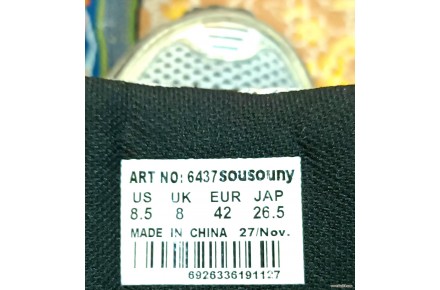 ART NO: 6437sousouny
US UK EUR JAP
8.5 8 42 26.5
MADE IN CHINA 27/Nov.
6926336191127